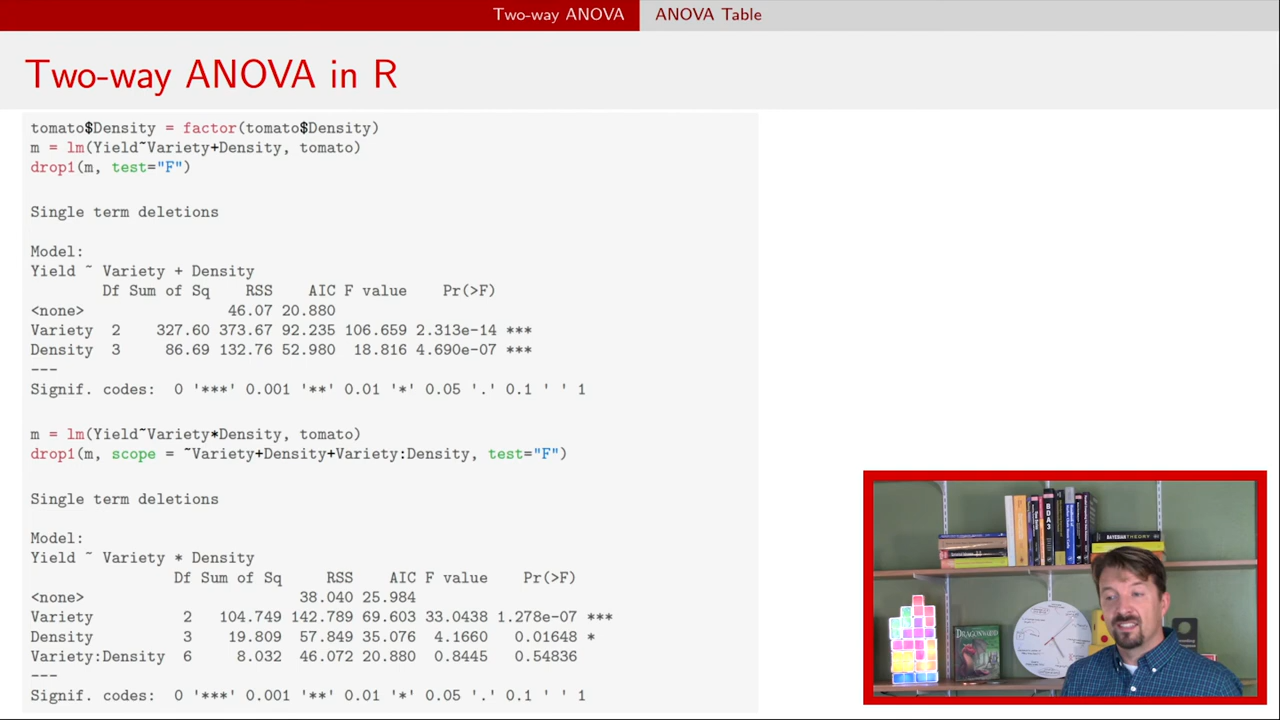 Two-way ANOVA
ANOVA Table
Two-way ANOVA in R
tomato$Density = factor(tomato$Density)
m = lm(Yield~Variety+Density, tomato)
drop1(m, test="F")
Single term deletions
Model:
Yield ~ Variety + Density
Df Sum of Sq RSS AIC F value Pr(>F)
<none> 46.07 20.880
Variety 2 327.60 373.67 92.235 106.659 2.313e-14 ***
Density 3 86.69 132.76 52.980 18.816 4.690e-07 ***
---
Signif. codes: 0 '***' 0.001 '**' 0.01 '*' 0.05 '.' 0.1 ' ' 1
m = lm(Yield~Variety*Density, tomato)
drop1(m, scope = ~Variety+Density+Variety:Density, test="F")
Single term deletions
Model:
Yield ~ Variety * Density
Df Sum of Sq RSS AIC F value Pr(>F)
<none> 38.040 25.984
Variety 2 104.749 142.789 69.603 33.0438 1.278e-07 ***
Density 3 19.809 57.849 35.076 4.1660 0.01648 *
Variety:Density 6 8.032 46.072 20.880 0.8445 0.54836
---
Signif. codes: 0 '***' 0.001 '**' 0.01 '*' 0.05 '.' 0.1 ' ' 1
BDA3
BAYESIAN THEORY
DRAGONWORLD